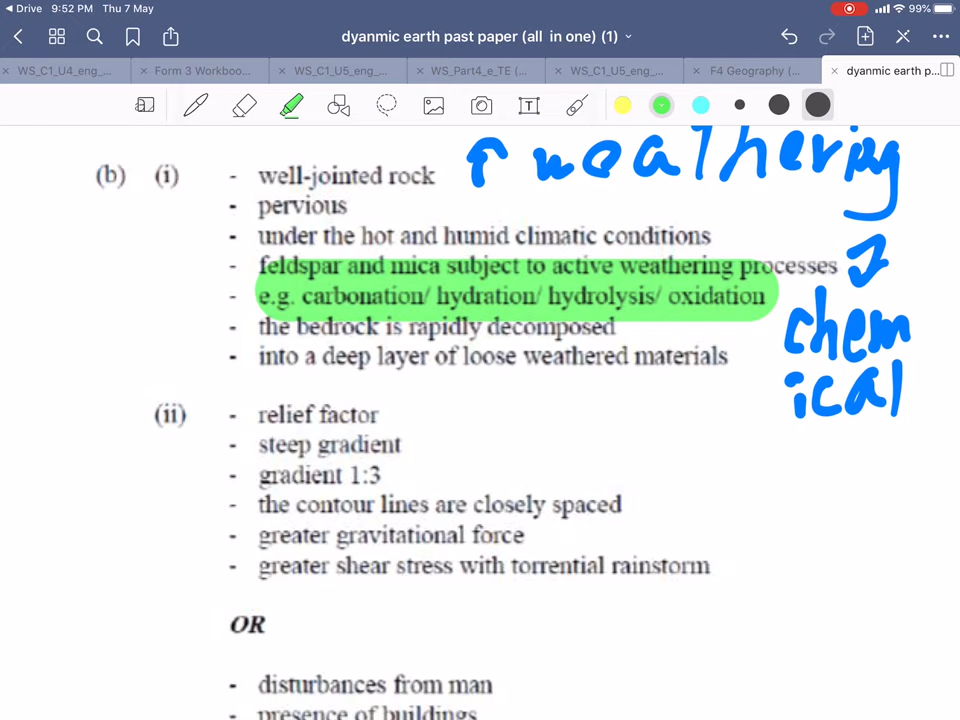 Drive 9:52 PM Thu 7 May 99%
dyanmic earth past paper (all in one) (1)
WS_C1_U4_eng_... Form 3 Workboo... WS_C1_U5_eng_... WS_Part4_e_TE (... WS_C1_U5_eng_... F4 Geography (... dyanmic earth p...
T
↑ weathering
(b) (i) - well-jointed rock
- pervious
- under the hot and humid climatic conditions
- feldspar and mica subject to active weathering processes
- e.g. carbonation/ hydration/ hydrolysis/ oxidation
- the bedrock is rapidly decomposed
- into a deep layer of loose weathered materials
chem
ical
(ii) - relief factor
- steep gradient
- gradient 1:3
- the contour lines are closely spaced
- greater gravitational force
- greater shear stress with torrential rainstorm
OR
- disturbances from man
- presence of buildings